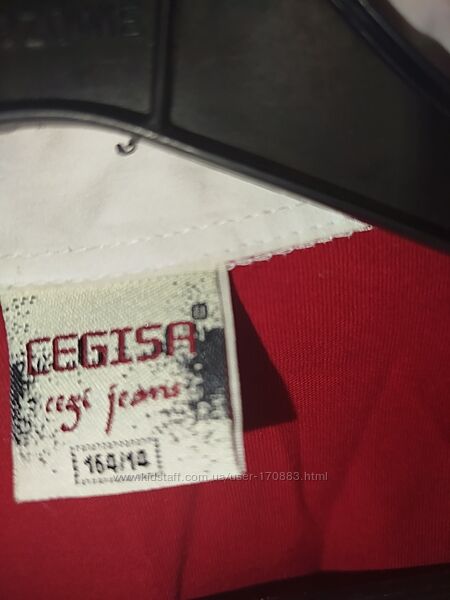 CEGISA
cegi jeans
164/14
www.kidstaff.com.ua/user-170883.html